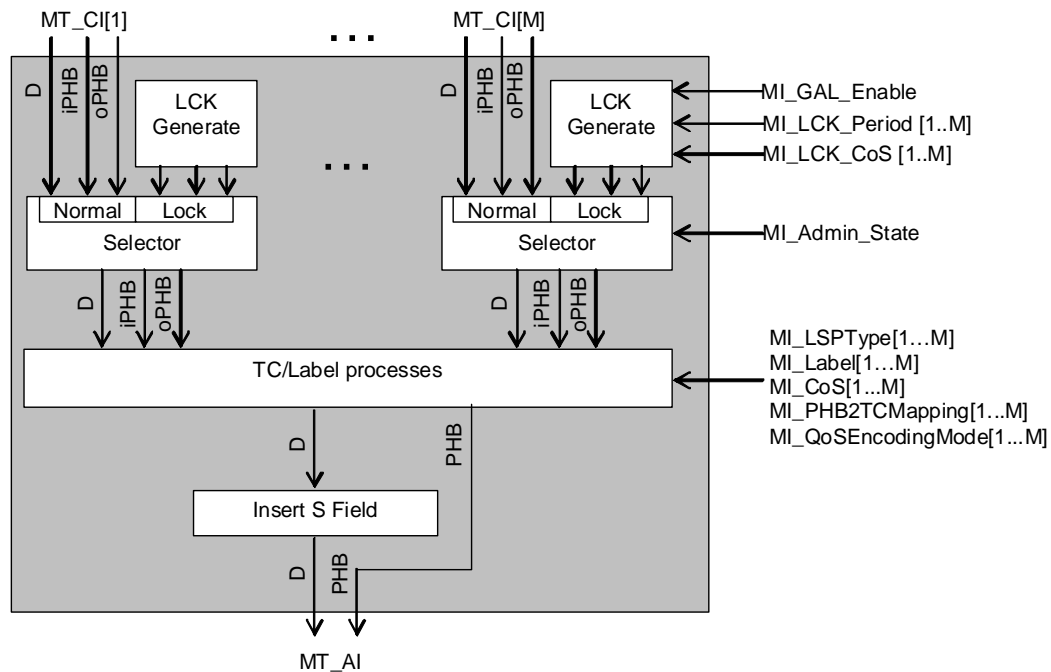 MT_CI[1]
...
MT_CI[M]
D
iPHB
oPHB
LCK
Generate
D
iPHB
oPHB
LCK
Generate
MI_GAL_Enable
MI_LCK_Period [1..M]
MI_LCK_CoS [1..M]
...
Normal
Lock
Selector
Normal
Lock
Selector
MI_Admin_State
D
iPHB
oPHB
D
iPHB
oPHB
TC/Label processes
MI_LSPType[1...M]
MI_Label[1...M]
MI_CoS[1...M]
MI_PHB2TCMapping[1...M]
MI_QoSEncodingMode[1...M]
D
PHB
Insert S Field
D
PHB
MT_AI